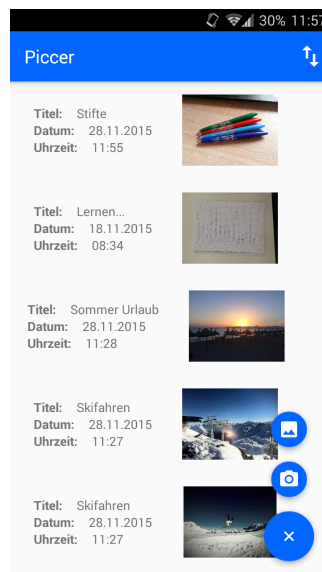 30% 11:57
Piccer
Titel: Stifte
Datum: 28.11.2015
Uhrzeit: 11:55
Titel: Lernen...
Datum: 18.11.2015
Uhrzeit: 08:34
Titel: Sommer Urlaub
Datum: 28.11.2015
Uhrzeit: 11:28
Titel: Skifahren
Datum: 28.11.2015
Uhrzeit: 11:27
Titel: Skifahren
Datum: 28.11.2015
Uhrzeit: 11:27